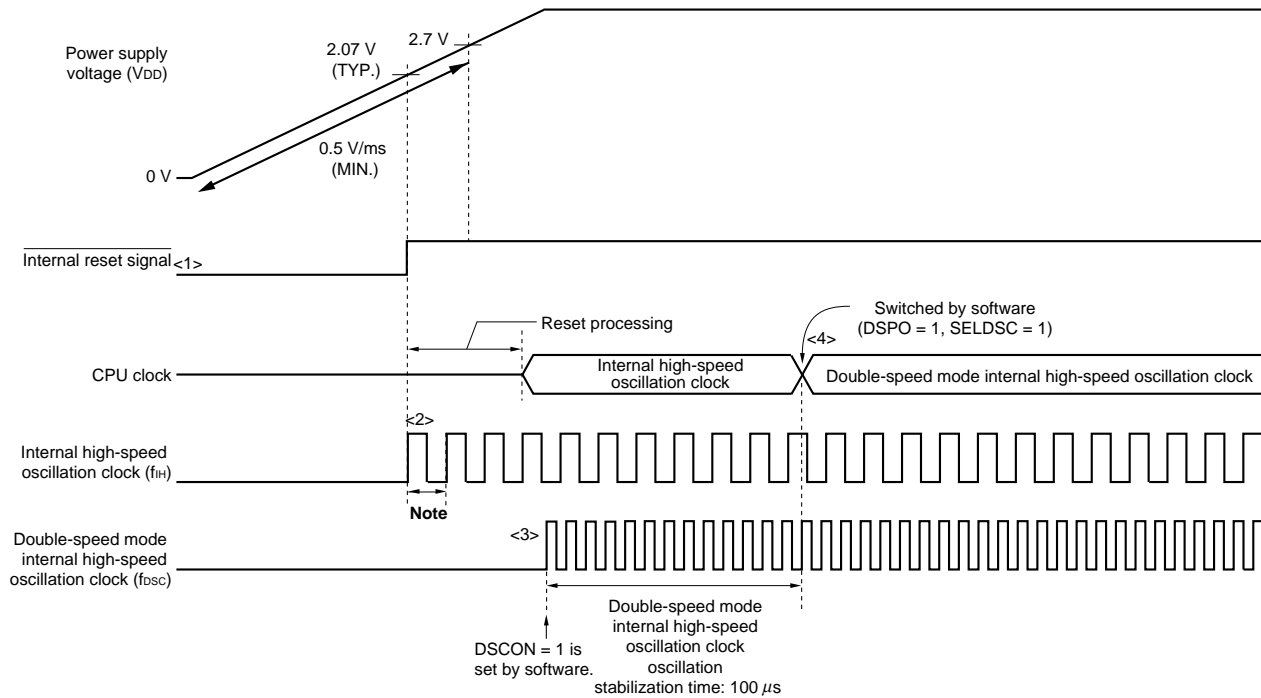 Power supply
voltage (VDD)
2.07 V
(TYP.)
2.7 V
0.5 V/ms
(MIN.)
0 V
Internal reset signal
<1>
Reset processing
Switched by software
(DSPO = 1, SELDSC = 1)
<4>
CPU clock
Internal high-speed
oscillation clock
Double-speed mode internal high-speed oscillation clock
<2>
Internal high-speed
oscillation clock (fIH)
Note
<3>
Double-speed mode
internal high-speed
oscillation clock (fDSC)
DSCON = 1 is
set by software.
Double-speed mode
internal high-speed
oscillation clock
oscillation
stabilization time: 100 μs